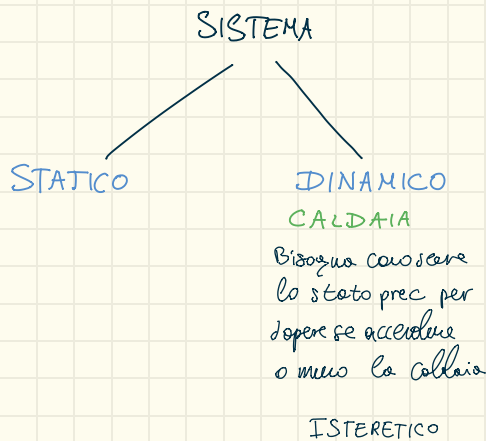 SISTEMA
STATICO
DINAMICO
CALDAIA
Bisogna conoscere
lo stato prec per
sapere se accendere
o meno la caldaia
ISTERETICO